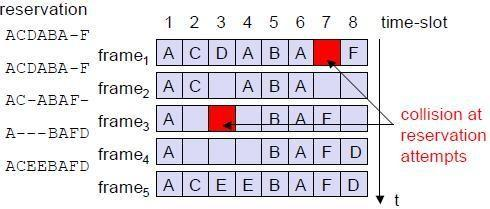 reservation 1 2 3 4 5 6 7 8 time-slot
ACDABA-F
frame1 A C D A B A F
ACDABA-F
frame2 A C A B A
AC-ABAF-
frame3 A B A F
collision at
reservation
attempts
A---BAFD
frame4 A B A F D
ACEEBAFD
frame5 A C E E B A F D
t